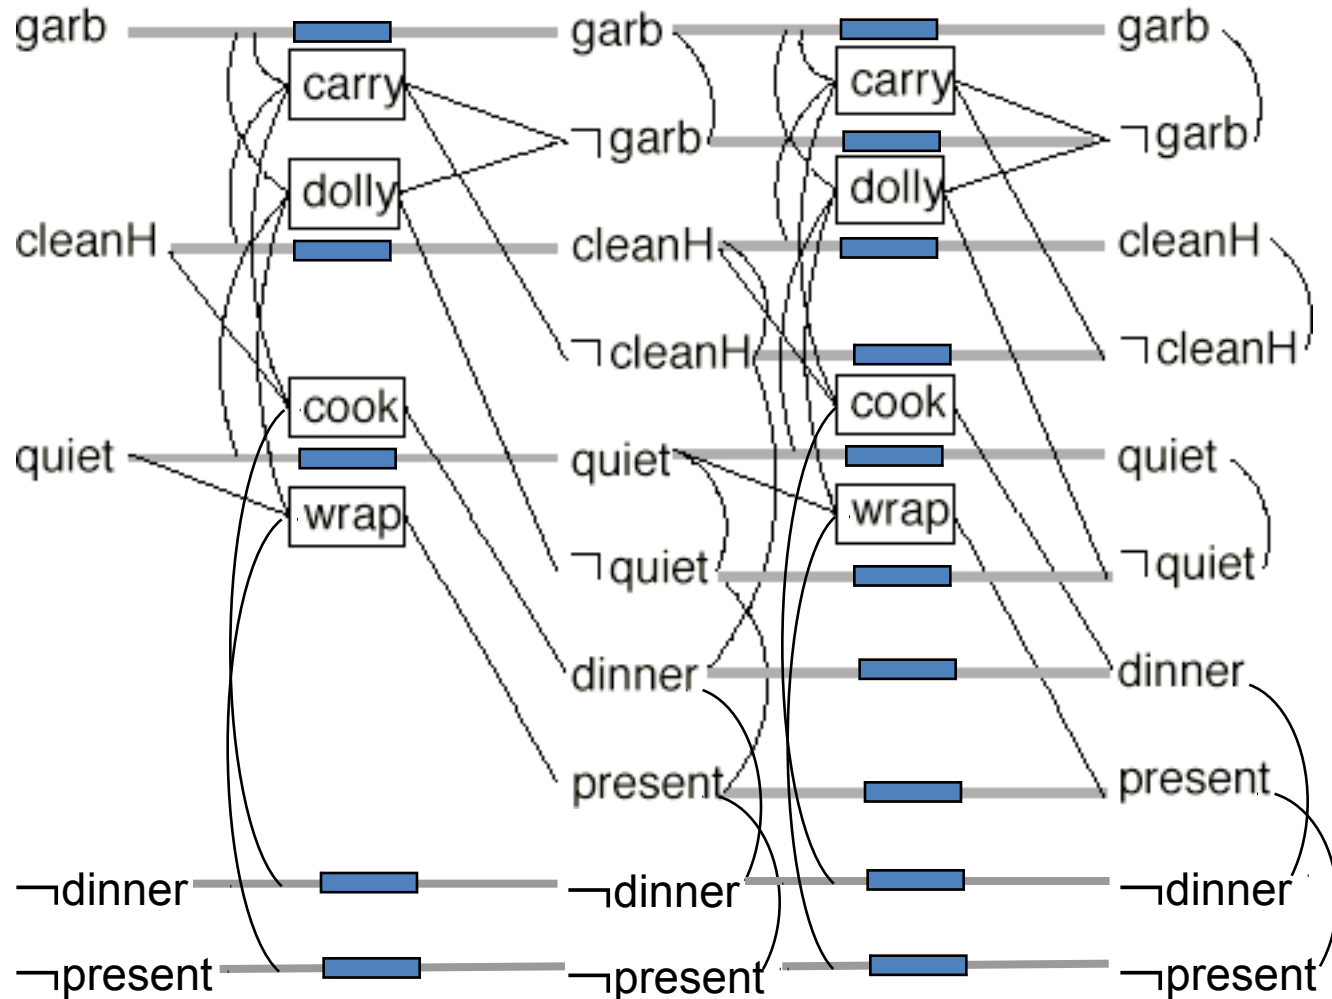 garb
garb
garb
carry
carry
¬garb
¬garb
dolly
dolly
cleanH
cleanH
cleanH
¬cleanH
¬cleanH
cook
cook
quiet
quiet
quiet
wrap
wrap
¬quiet
¬quiet
dinner
dinner
present
present
¬dinner
¬dinner
¬dinner
¬present
¬present
¬present